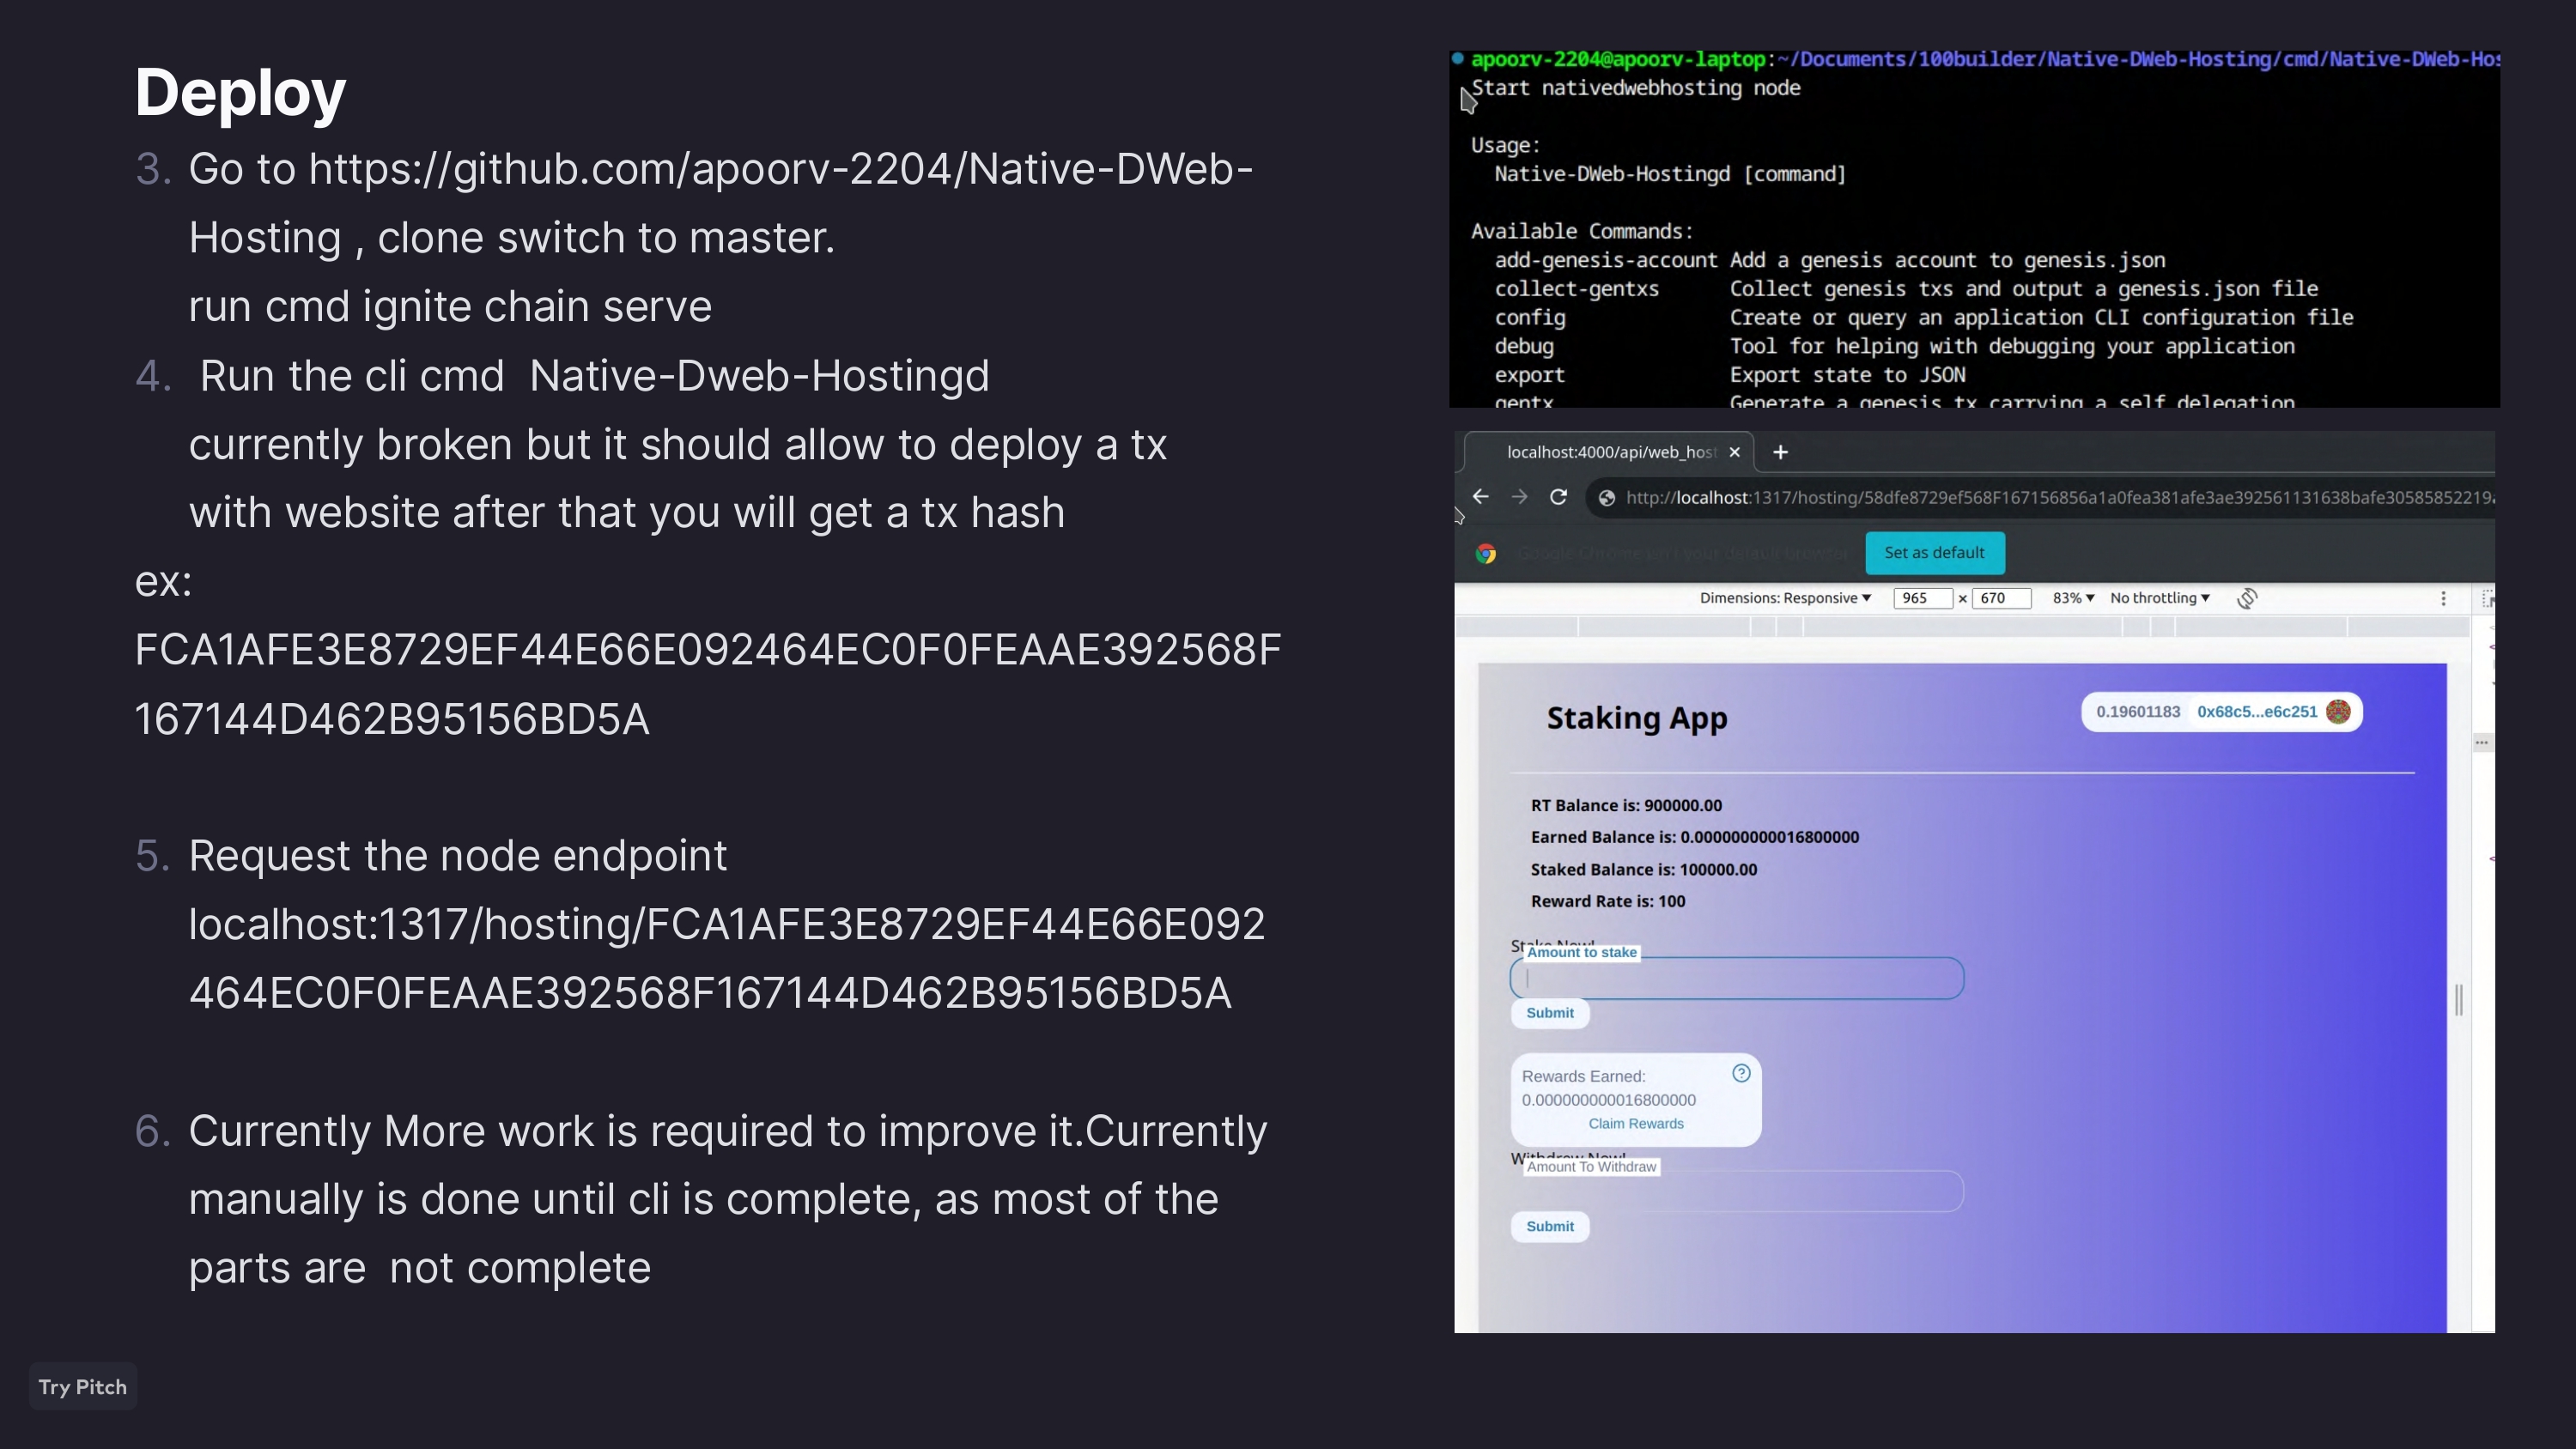 Deploy
3. Go to https://github.com/apoorv-2204/Native-DWeb-
Hosting , clone switch to master.
run cmd ignite chain serve
4. Run the cli cmd  Native-Dweb-Hostingd
currently broken but it should allow to deploy a tx
with website after that you will get a tx hash
ex:
FCA1AFE3E8729EF44E66E092464EC0F0FEAAE392568F
167144D462B95156BD5A
5. Request the node endpoint
localhost:1317/hosting/FCA1AFE3E8729EF44E66E092
464EC0F0FEAAE392568F167144D462B95156BD5A
6. Currently More work is required to improve it.Currently
manually is done until cli is complete, as most of the
parts are  not complete
Try Pitch
apoorv-2204@apoorv-laptop:~/Documents/100builder/Native-DWeb-Hosting/cmd/Native-DWeb-Hos
Start nativedwebhosting node
Usage:
Native-DWeb-Hostingd [command]
Available Commands:
add-genesis-account Add a genesis account to genesis.json
collect-gentxs Collect genesis txs and output a genesis.json file
config Create or query an application CLI configuration file
debug Tool for helping with debugging your application
export Export state to JSON
gentx Generate a genesis tx carrying a self delegation
localhost:4000/api/web_host
http://localhost:1317/hosting/58dfe8729ef568F167156856a1a0fea381afe3ae392561131638bafe30585852219
Google Chrome isn't your default browser Set as default
Dimensions: Responsive 965 × 670 83% No throttling
Staking App
0.19601183 0x68c5...e6c251
RT Balance is: 900000.00
Earned Balance is: 0.000000000016800000
Staked Balance is: 100000.00
Reward Rate is: 100
Stake Now!
Amount to stake
Submit
Rewards Earned: ?
0.000000000016800000
Claim Rewards
Withdraw Now!
Amount To Withdraw
Submit